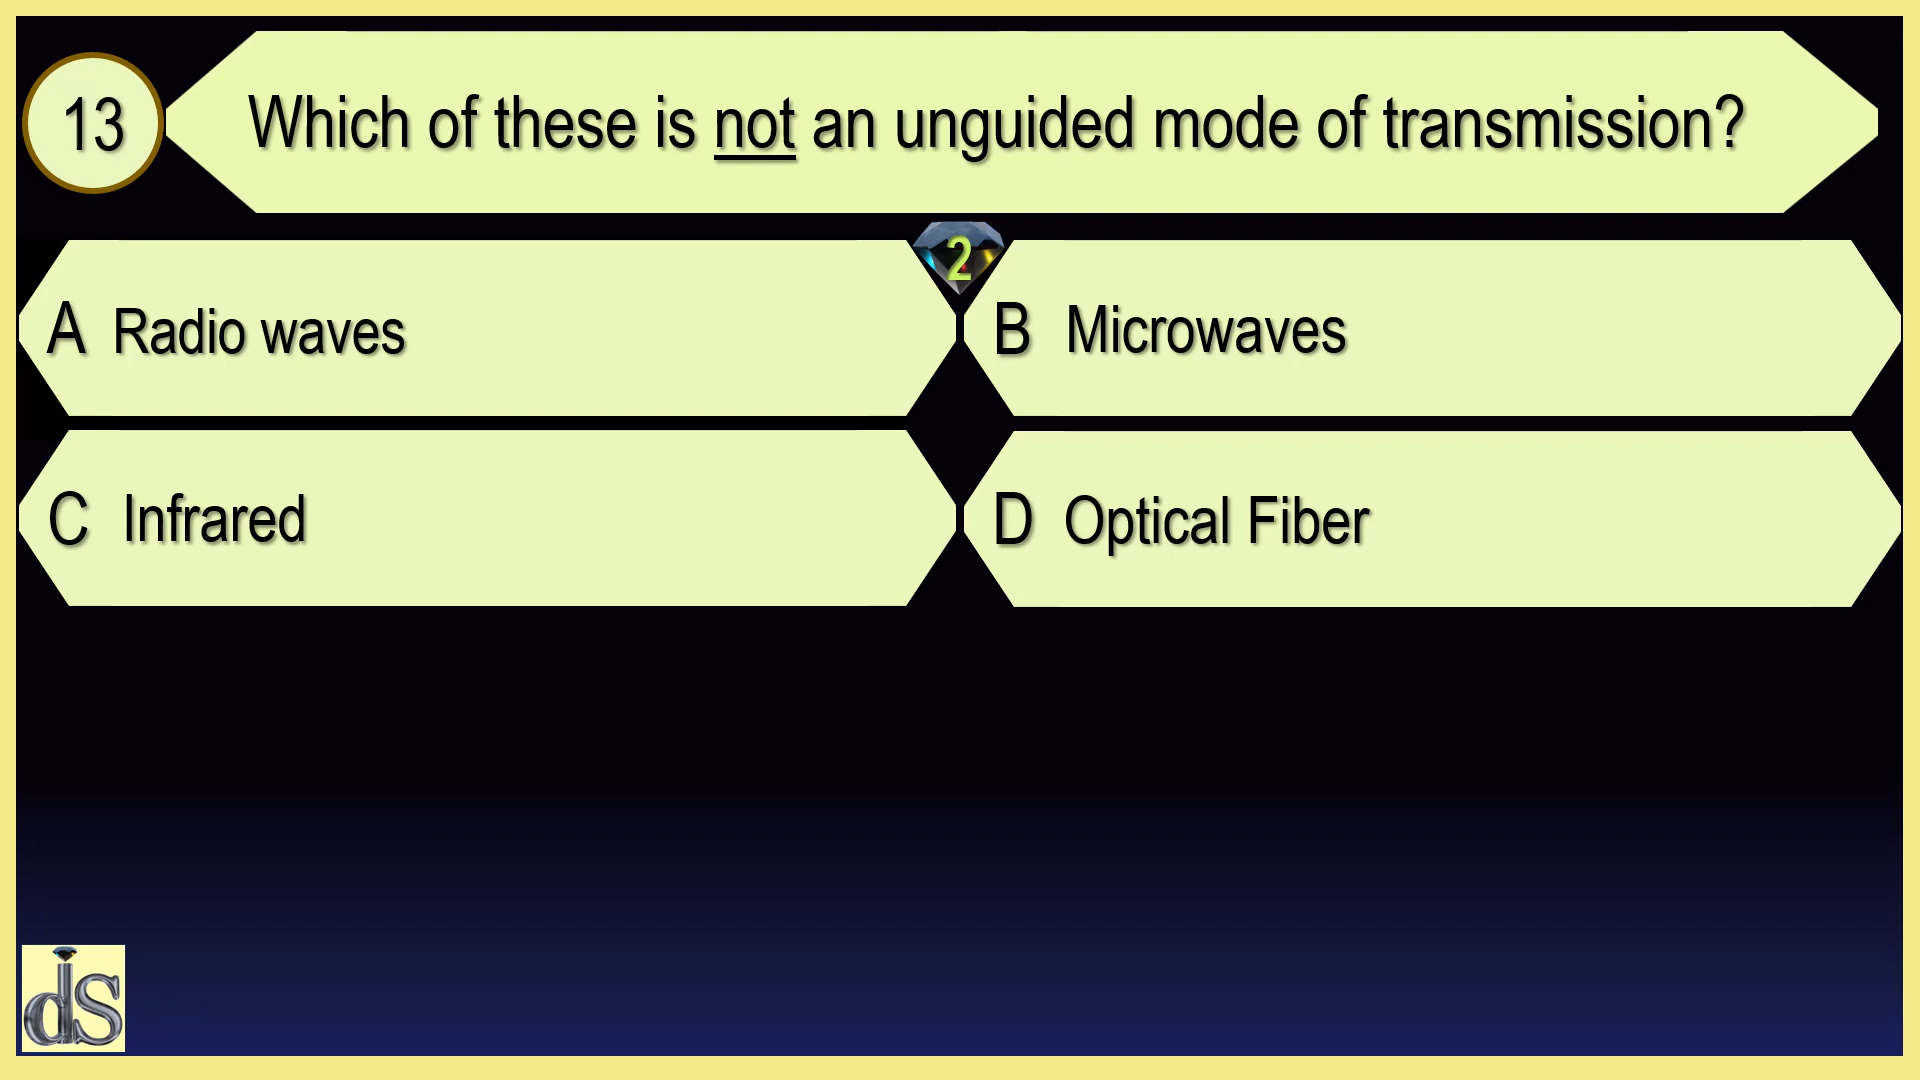 13
Which of these is not an unguided mode of transmission?
2
A Radio waves
B Microwaves
C Infrared
D Optical Fiber
ds